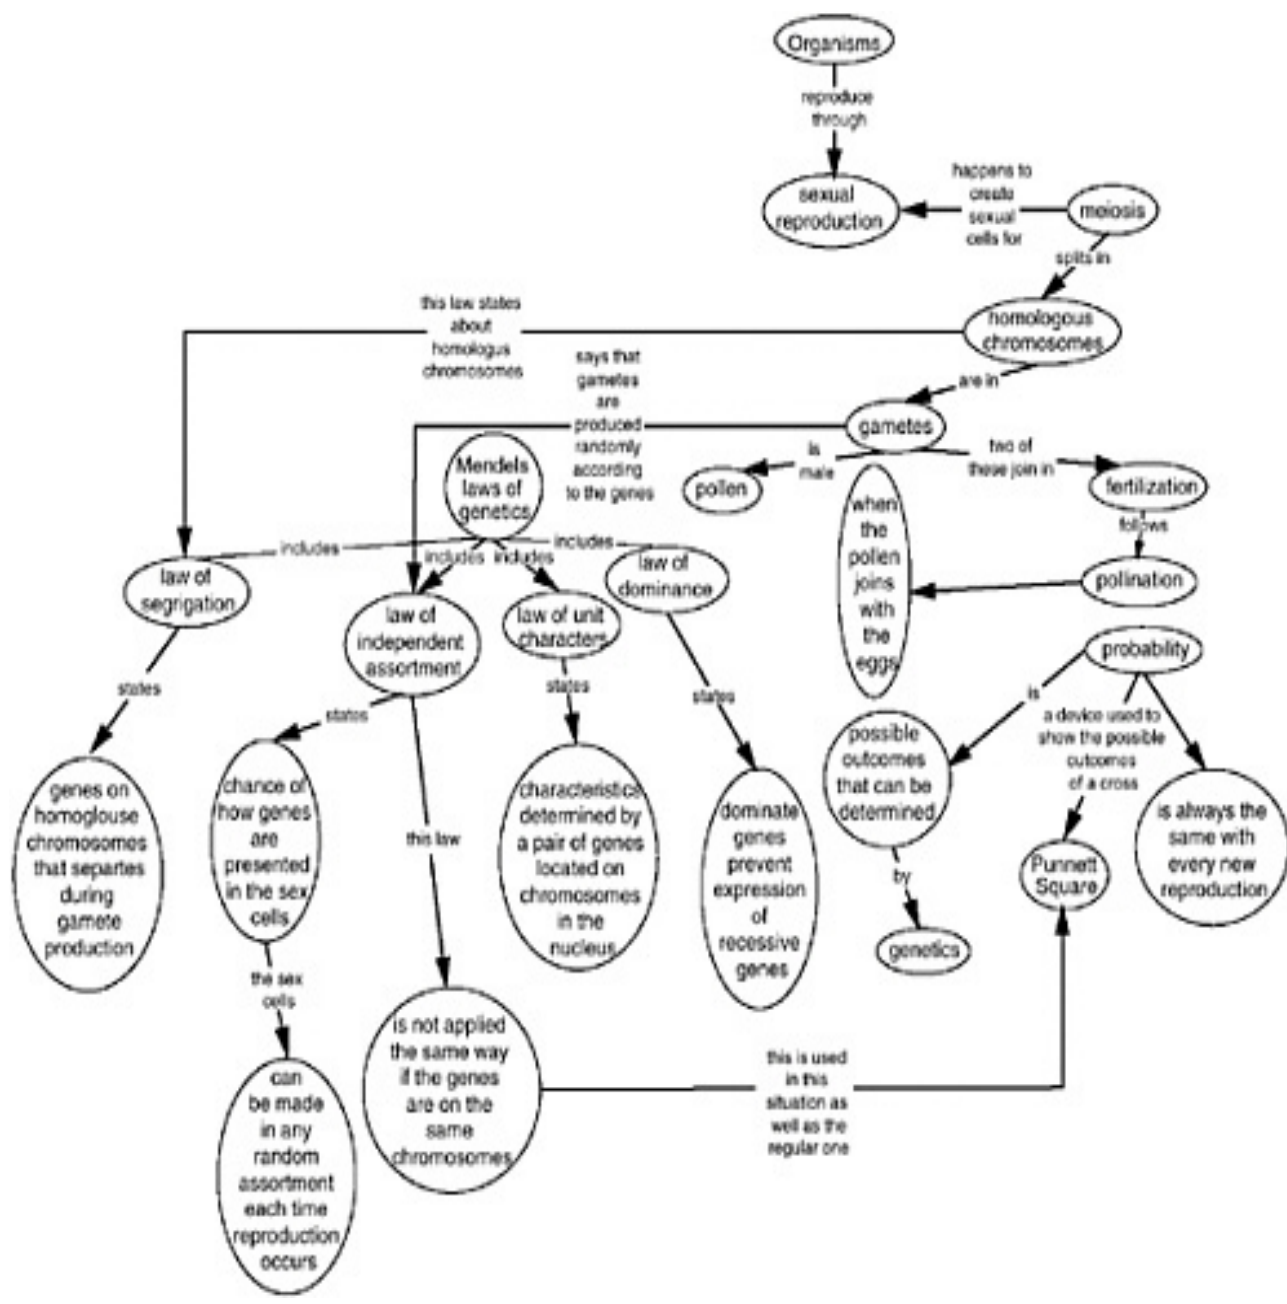 Organisms
reproduce
through
sexual
reproduction
happens to
create
sexual
cells for
meiosis
splits in
homologous
chromosomes
this law states
about
homologus
chromosomes
are in
gametes
says that
gametes
are
produced
randomly
according
to the genes
is
male
pollen
two of
these join in
fertilization
follows
pollination
when
the
pollen
joins
with
the
eggs
Mendels
laws of
genetics
includes
includes
includes
includes
law of
segrigation
law of
independent
assortment
law of unit
characters
law of
dominance
states
genes on
homoglouse
chromosomes
that separtes
during
gamete
production
states
chance of
how genes
are
presented
in the sex
cells
the sex
cells
can
be made
in any
random
assortment
each time
reproduction
occurs
this law
is not applied
the same way
if the genes
are on the
same
chromosomes
this is used
in this
situation as
well as the
regular one
states
characteristics
determined by
a pair of genes
located on
chromosomes
in the
nucleus
states
dominate
genes
prevent
expression
of
recessive
genes
probability
is
possible
outcomes
that can be
determined
by
genetics
a device used to
show the possible
outcomes
of a cross
Punnett
Square
is always the
same with
every new
reproduction